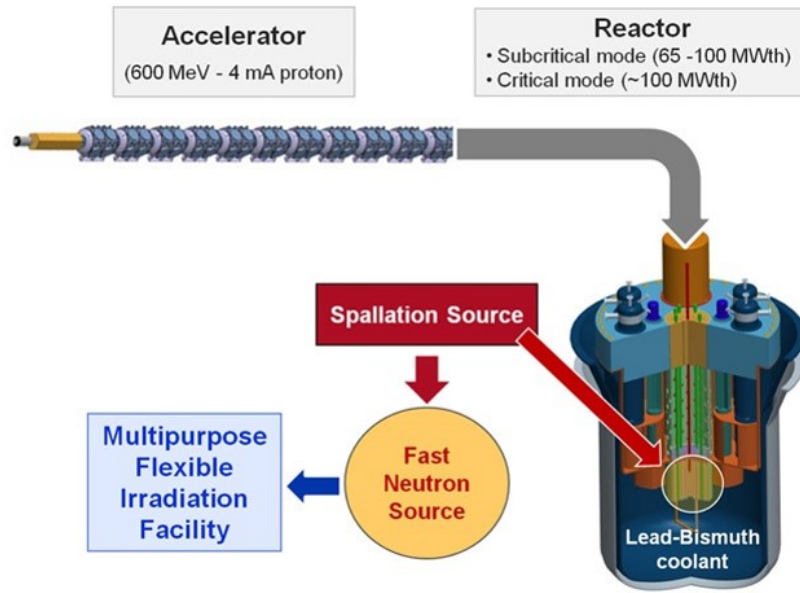 Accelerator
(600 MeV - 4 mA proton)
Reactor
• Subcritical mode (65 -100 MWth)
• Critical mode (~100 MWth)
Spallation Source
Fast
Neutron
Source
Multipurpose
Flexible
Irradiation
Facility
Lead-Bismuth
coolant